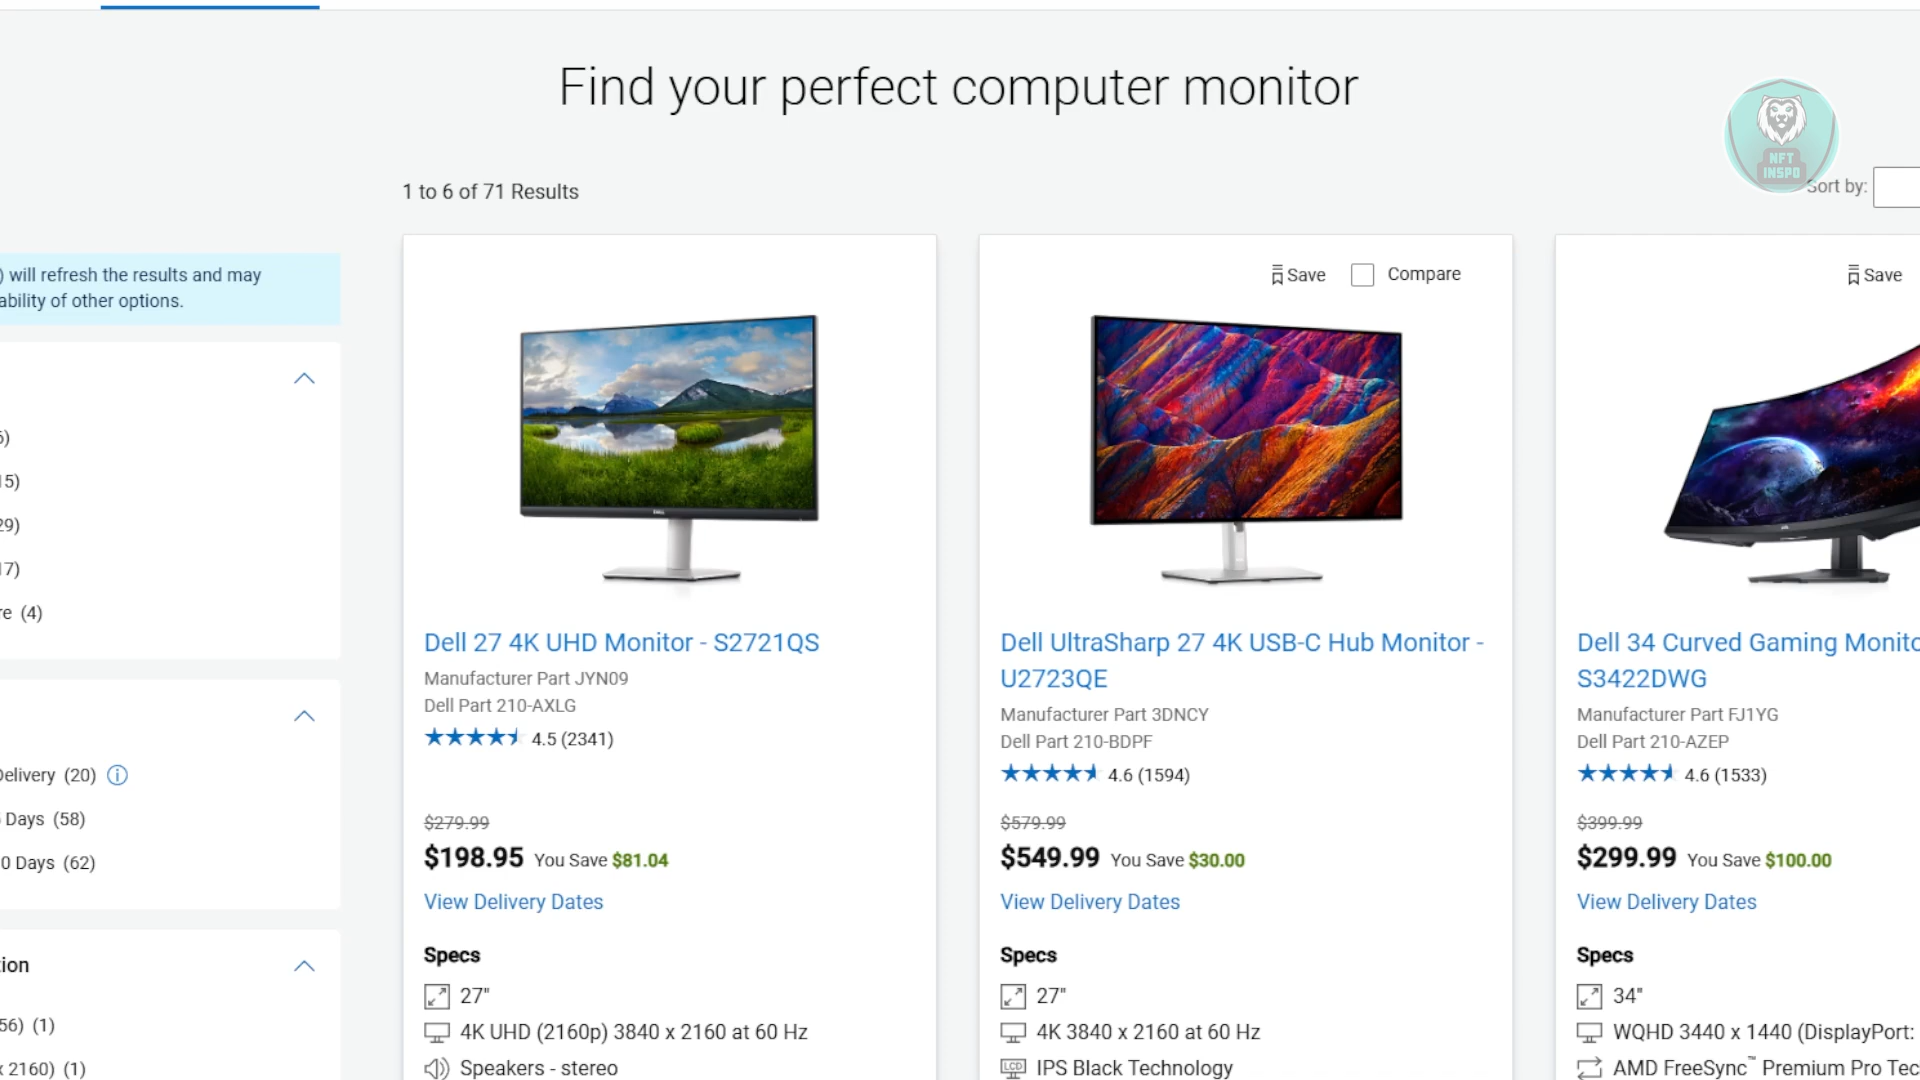 Find your perfect computer monitor
NFT
INSPO
Sort by:
1 to 6 of 71 Results
) will refresh the results and may
ability of other options.
5)
15)
29)
17)
re (4)
Delivery (20)
Days (58)
0 Days (62)
tion
56) (1)
x 2160) (1)
DELL
Dell 27 4K UHD Monitor - S2721QS
Manufacturer Part JYN09
Dell Part 210-AXLG
4.5 (2341)
$279.99
$198.95 You Save $81.04
View Delivery Dates
Specs
27"
4K UHD (2160p) 3840 x 2160 at 60 Hz
Speakers - stereo
Save Compare
Dell UltraSharp 27 4K USB-C Hub Monitor -
U2723QE
Manufacturer Part 3DNCY
Dell Part 210-BDPF
4.6 (1594)
$579.99
$549.99 You Save $30.00
View Delivery Dates
Specs
27"
4K 3840 x 2160 at 60 Hz
LCD IPS Black Technology
Save
Dell 34 Curved Gaming Monito
S3422DWG
Manufacturer Part FJ1YG
Dell Part 210-AZEP
4.6 (1533)
$399.99
$299.99 You Save $100.00
View Delivery Dates
Specs
34"
WQHD 3440 x 1440 (DisplayPort:
AMD FreeSync™ Premium Pro Tec